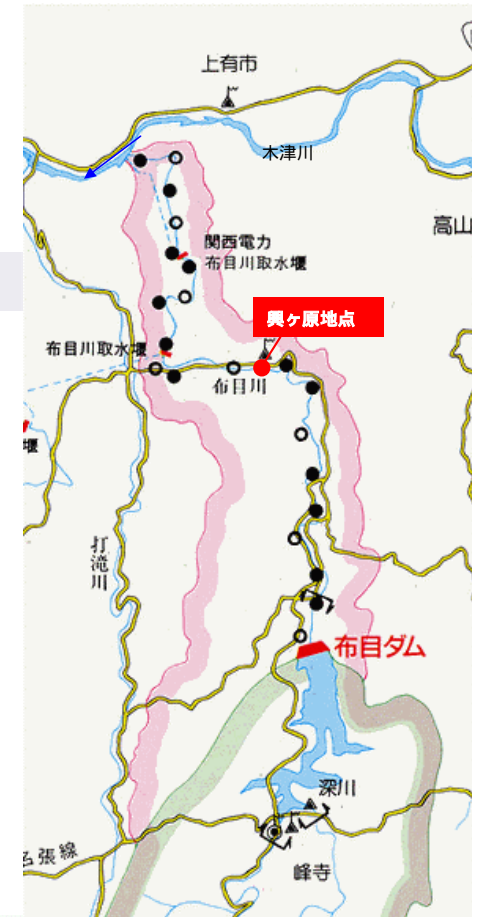 上有市
木津川
高山
関西電力
布目川取水堰
興ヶ原地点
布目川取水堰
布目川
堰
打滝川
布目ダム
深川
名張線
峰寺